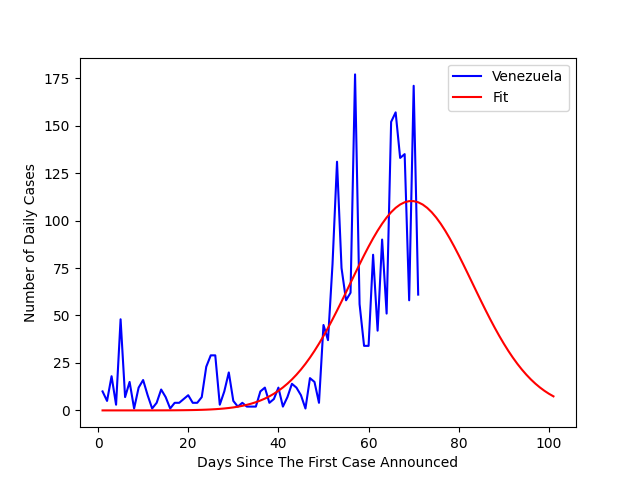 Venezuela
Fit
Number of Daily Cases
175
150
125
100
75
50
25
0
0 20 40 60 80 100
Days Since The First Case Announced